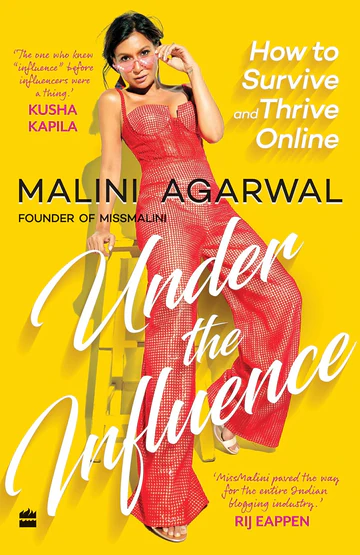 'The one who knew
"influence" before
influencers were
a thing.'
KUSHA
KAPILA
How to
Survive
and Thrive
Online
MALINI AGARWAL
FOUNDER OF MISSMALINI
Under
the
Influence
'MissMalini paved the way
for the entire Indian
blogging industry.'
RIJ EAPPEN